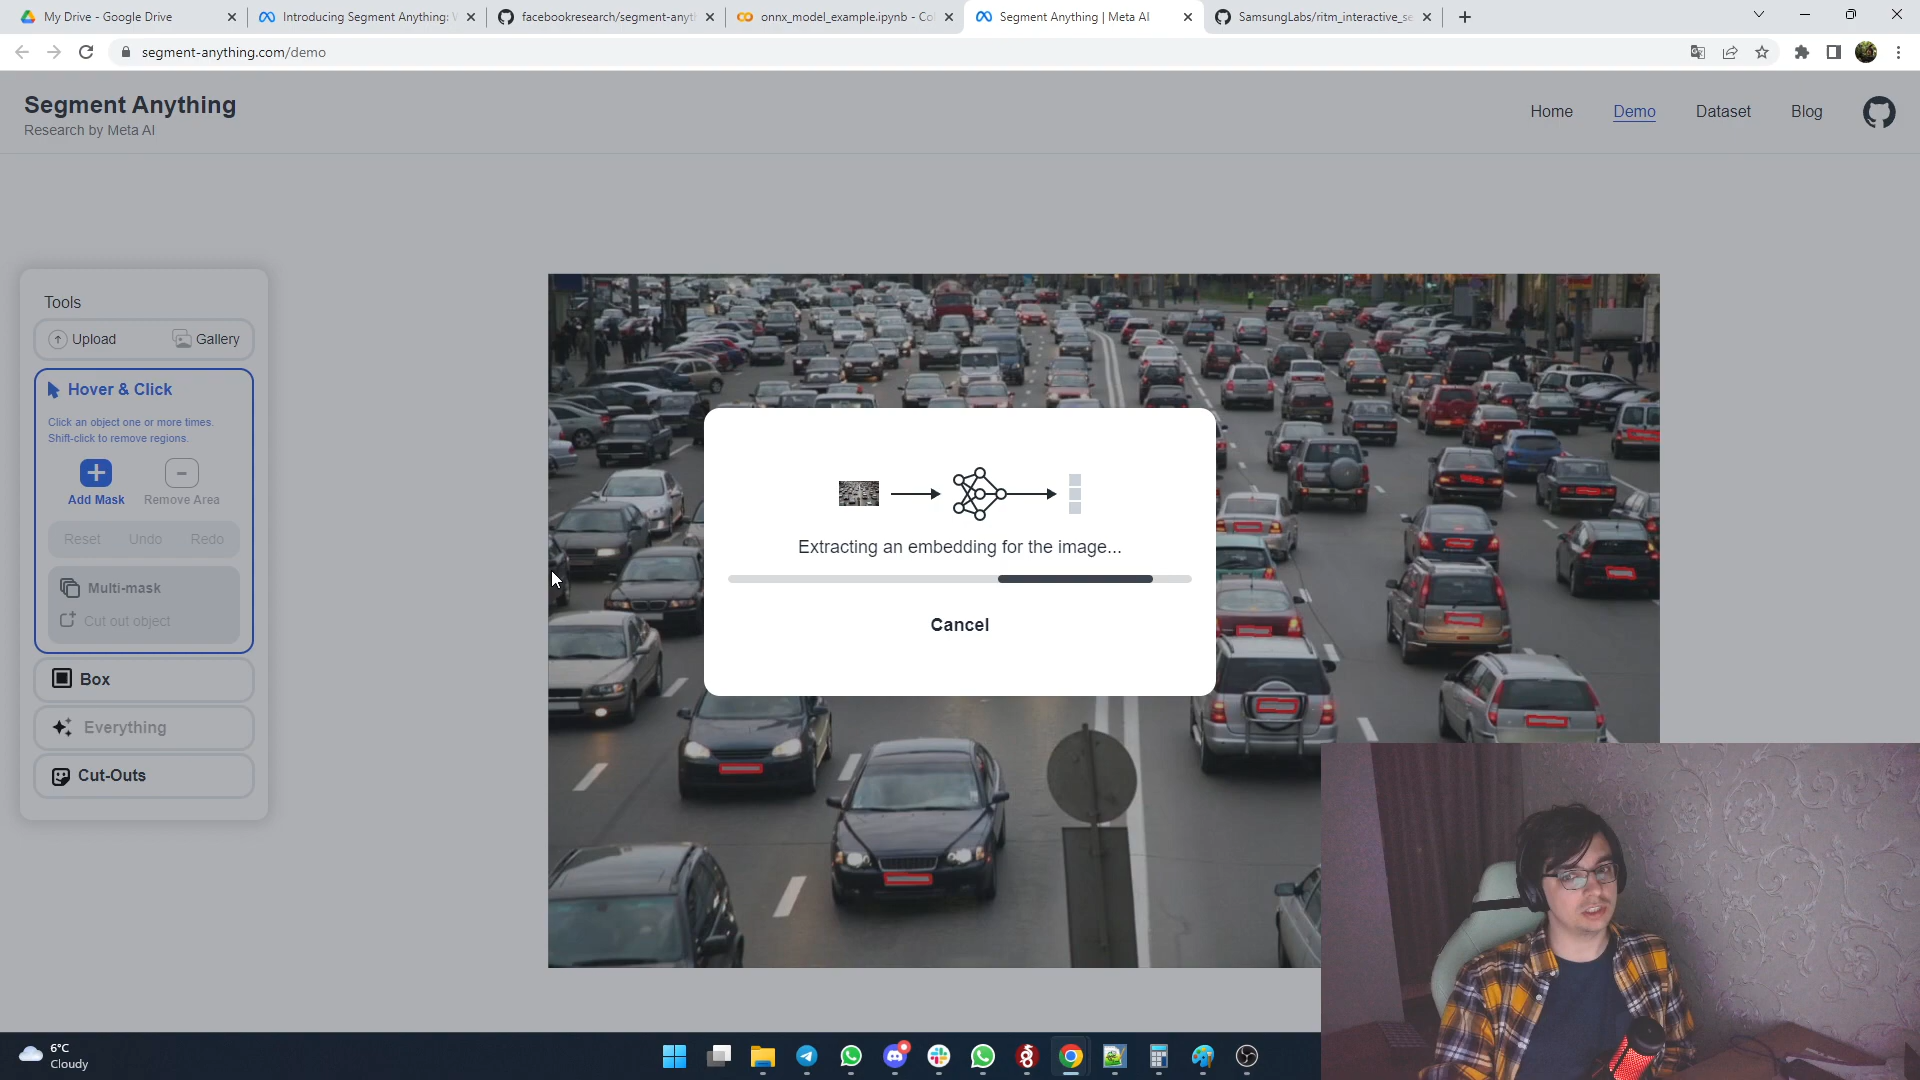 My Drive - Google Drive
Introducing Segment Anything: W
facebookresearch/segment-anyt
onnx_model_example.ipynb - Co
Segment Anything | Meta AI
SamsungLabs/ritm_interactive_se
segment-anything.com/demo
Segment Anything
Research by Meta AI
Home
Demo
Dataset
Blog
Tools
Upload
Gallery
Hover & Click
Click an object one or more times.
Shift-click to remove regions.
Add Mask
Remove Area
Reset
Undo
Redo
Multi-mask
Cut out object
Box
Everything
Cut-Outs
Extracting an embedding for the image...
Cancel
6°C
Cloudy